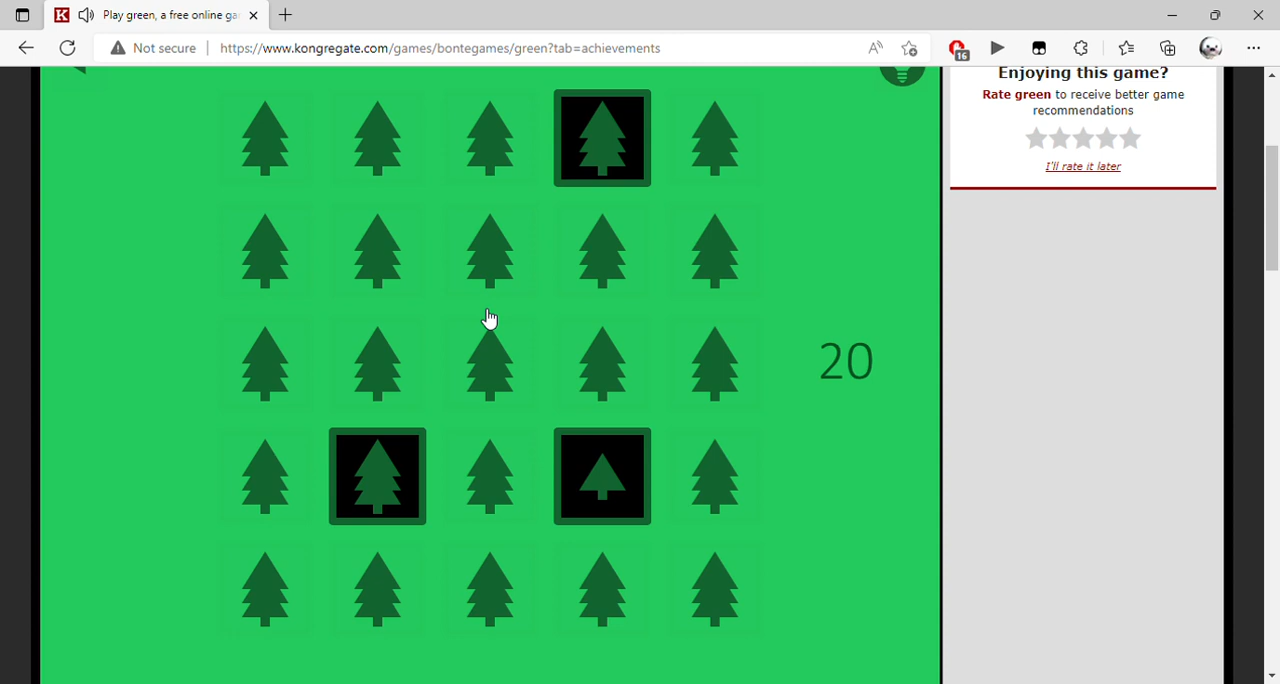 Play green, a free online ga
Not secure
https://www.kongregate.com/games/bontegames/green?tab=achievements
A
16
Enjoying this game?
Rate green to receive better game
recommendations
I'll rate it later
20